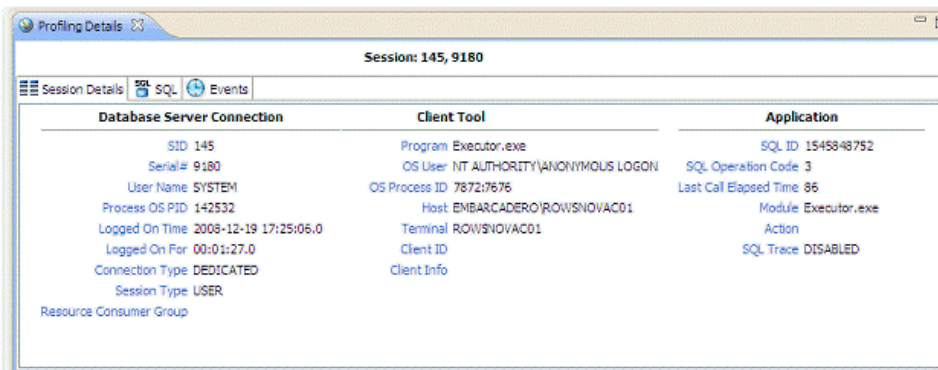 Profiling Details
Session: 145, 9180
Session Details SQL SQL Events
Database Server Connection Client Tool Application
SID 145 Program Executor.exe SQL ID 1545848752
Serial# 9180 OS User NT AUTHORITY\ANONYMOUS LOGON SQL Operation Code 3
User Name SYSTEM OS Process ID 7872:7676 Last Call Elapsed Time 86
Process OS PID 142532 Host EMBARCADERO\ROWSNOVAC01 Module Executor.exe
Logged On Time 2008-12-19 17:25:06.0 Terminal ROWSNOVAC01 Action
Logged On For 00:01:27.0 Client ID SQL Trace DISABLED
Connection Type DEDICATED Client Info
Session Type USER
Resource Consumer Group